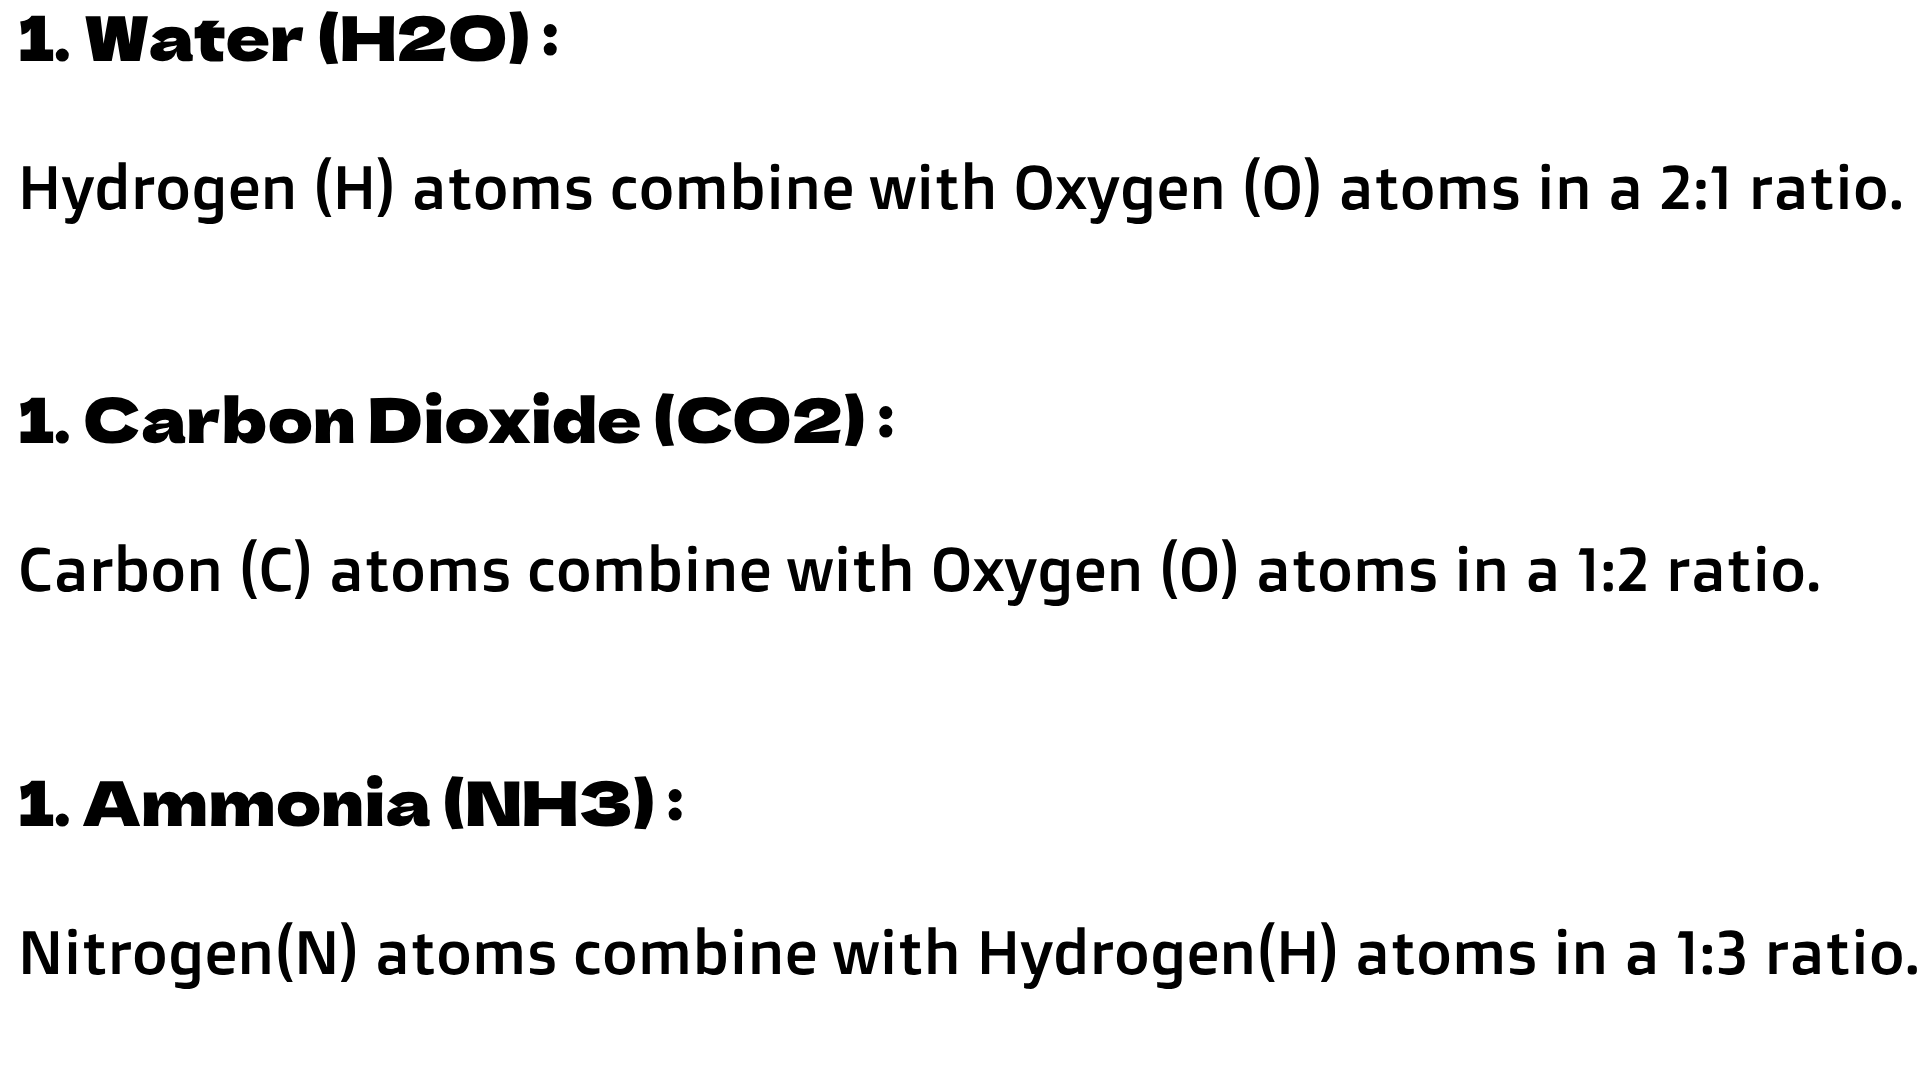 1. Water (H2O) :
Hydrogen (H) atoms combine with Oxygen (O) atoms in a 2:1 ratio.
1. Carbon Dioxide (CO2) :
Carbon (C) atoms combine with Oxygen (O) atoms in a 1:2 ratio.
1. Ammonia (NH3) :
Nitrogen(N) atoms combine with Hydrogen(H) atoms in a 1:3 ratio.